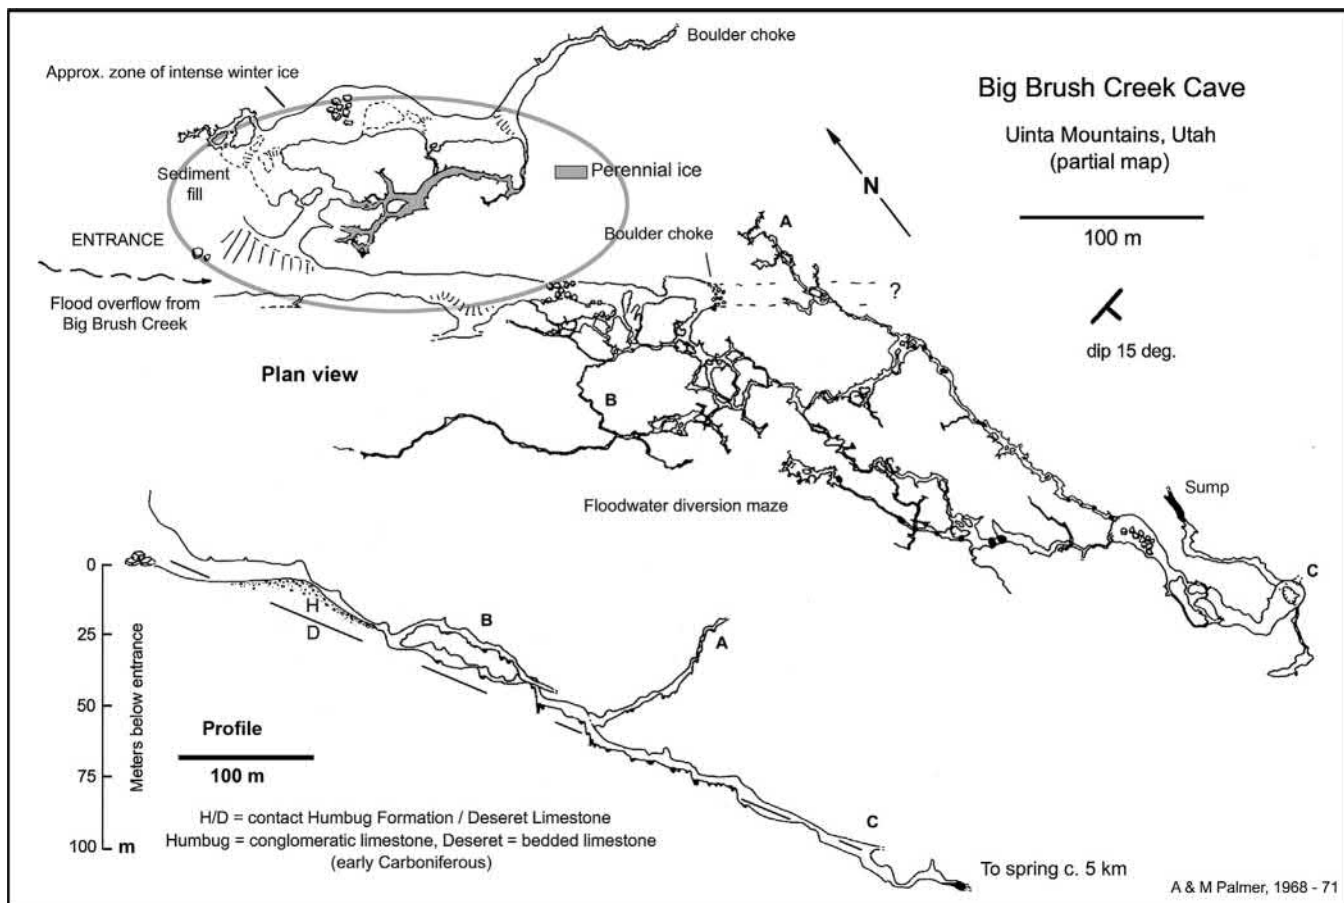 Boulder choke
Approx. zone of intense winter ice
Big Brush Creek Cave
Uinta Mountains, Utah
(partial map)
N
100 m
Sediment
fill
Perennial ice
ENTRANCE
Boulder choke
A
Flood overflow from
Big Brush Creek
?
dip 15 deg.
Plan view
B
Floodwater diversion maze
Sump
C
0
25
50
75
100 m
Meters below entrance
H
D
B
A
C
Profile
100 m
H/D = contact Humbug Formation / Deseret Limestone
Humbug = conglomeratic limestone, Deseret = bedded limestone
(early Carboniferous)
To spring c. 5 km
A & M Palmer, 1968 - 71